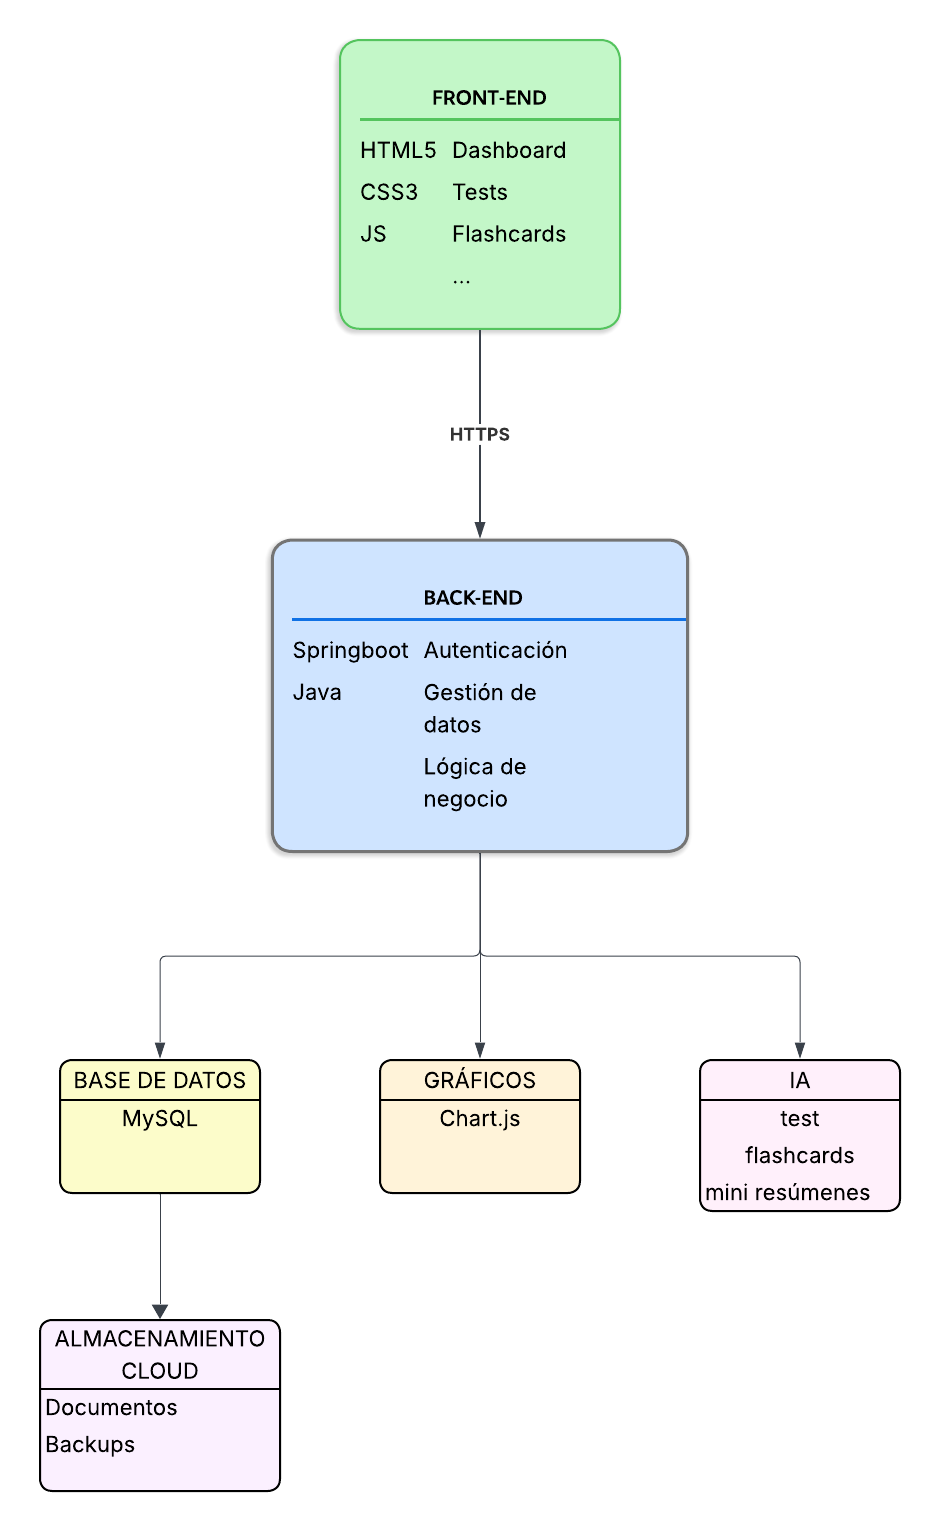 FRONT-END
HTML5 Dashboard
CSS3 Tests
JS Flashcards
...
HTTPS
BACK-END
Springboot Autenticación
Java Gestión de
datos
Lógica de
negocio
BASE DE DATOS
MySQL
GRÁFICOS
Chart.js
IA
test
flashcards
mini resúmenes
ALMACENAMIENTO
CLOUD
Documentos
Backups